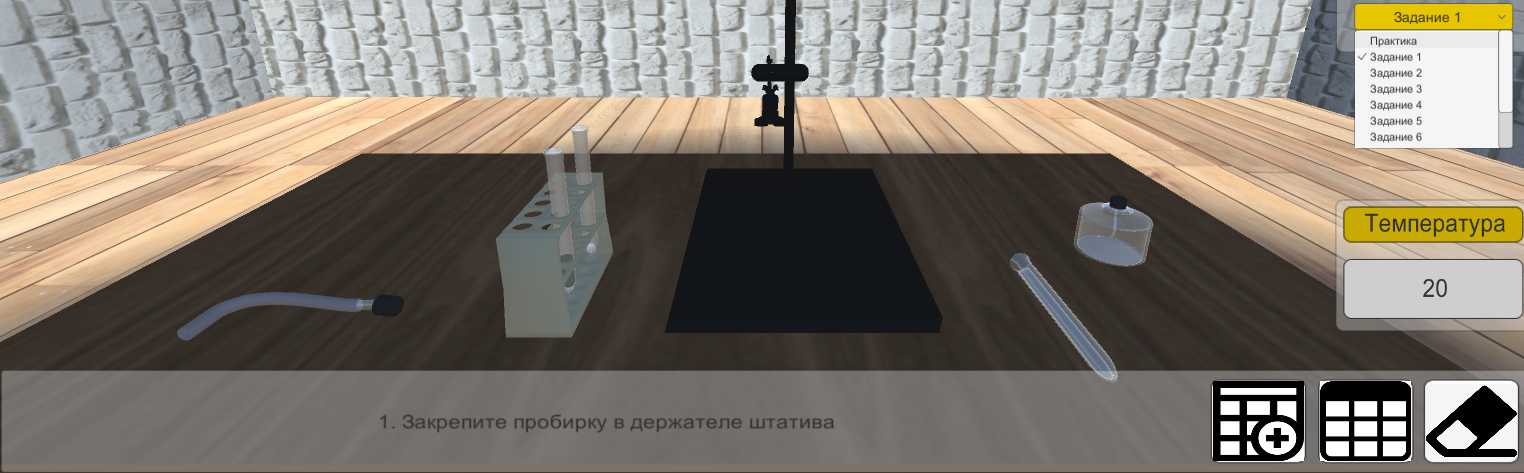 Задание 1
Практика
Задание 1
Задание 2
Задание 3
Задание 4
Задание 5
Задание 6
Температура
20
1. Закрепите пробирку в держателе штатива